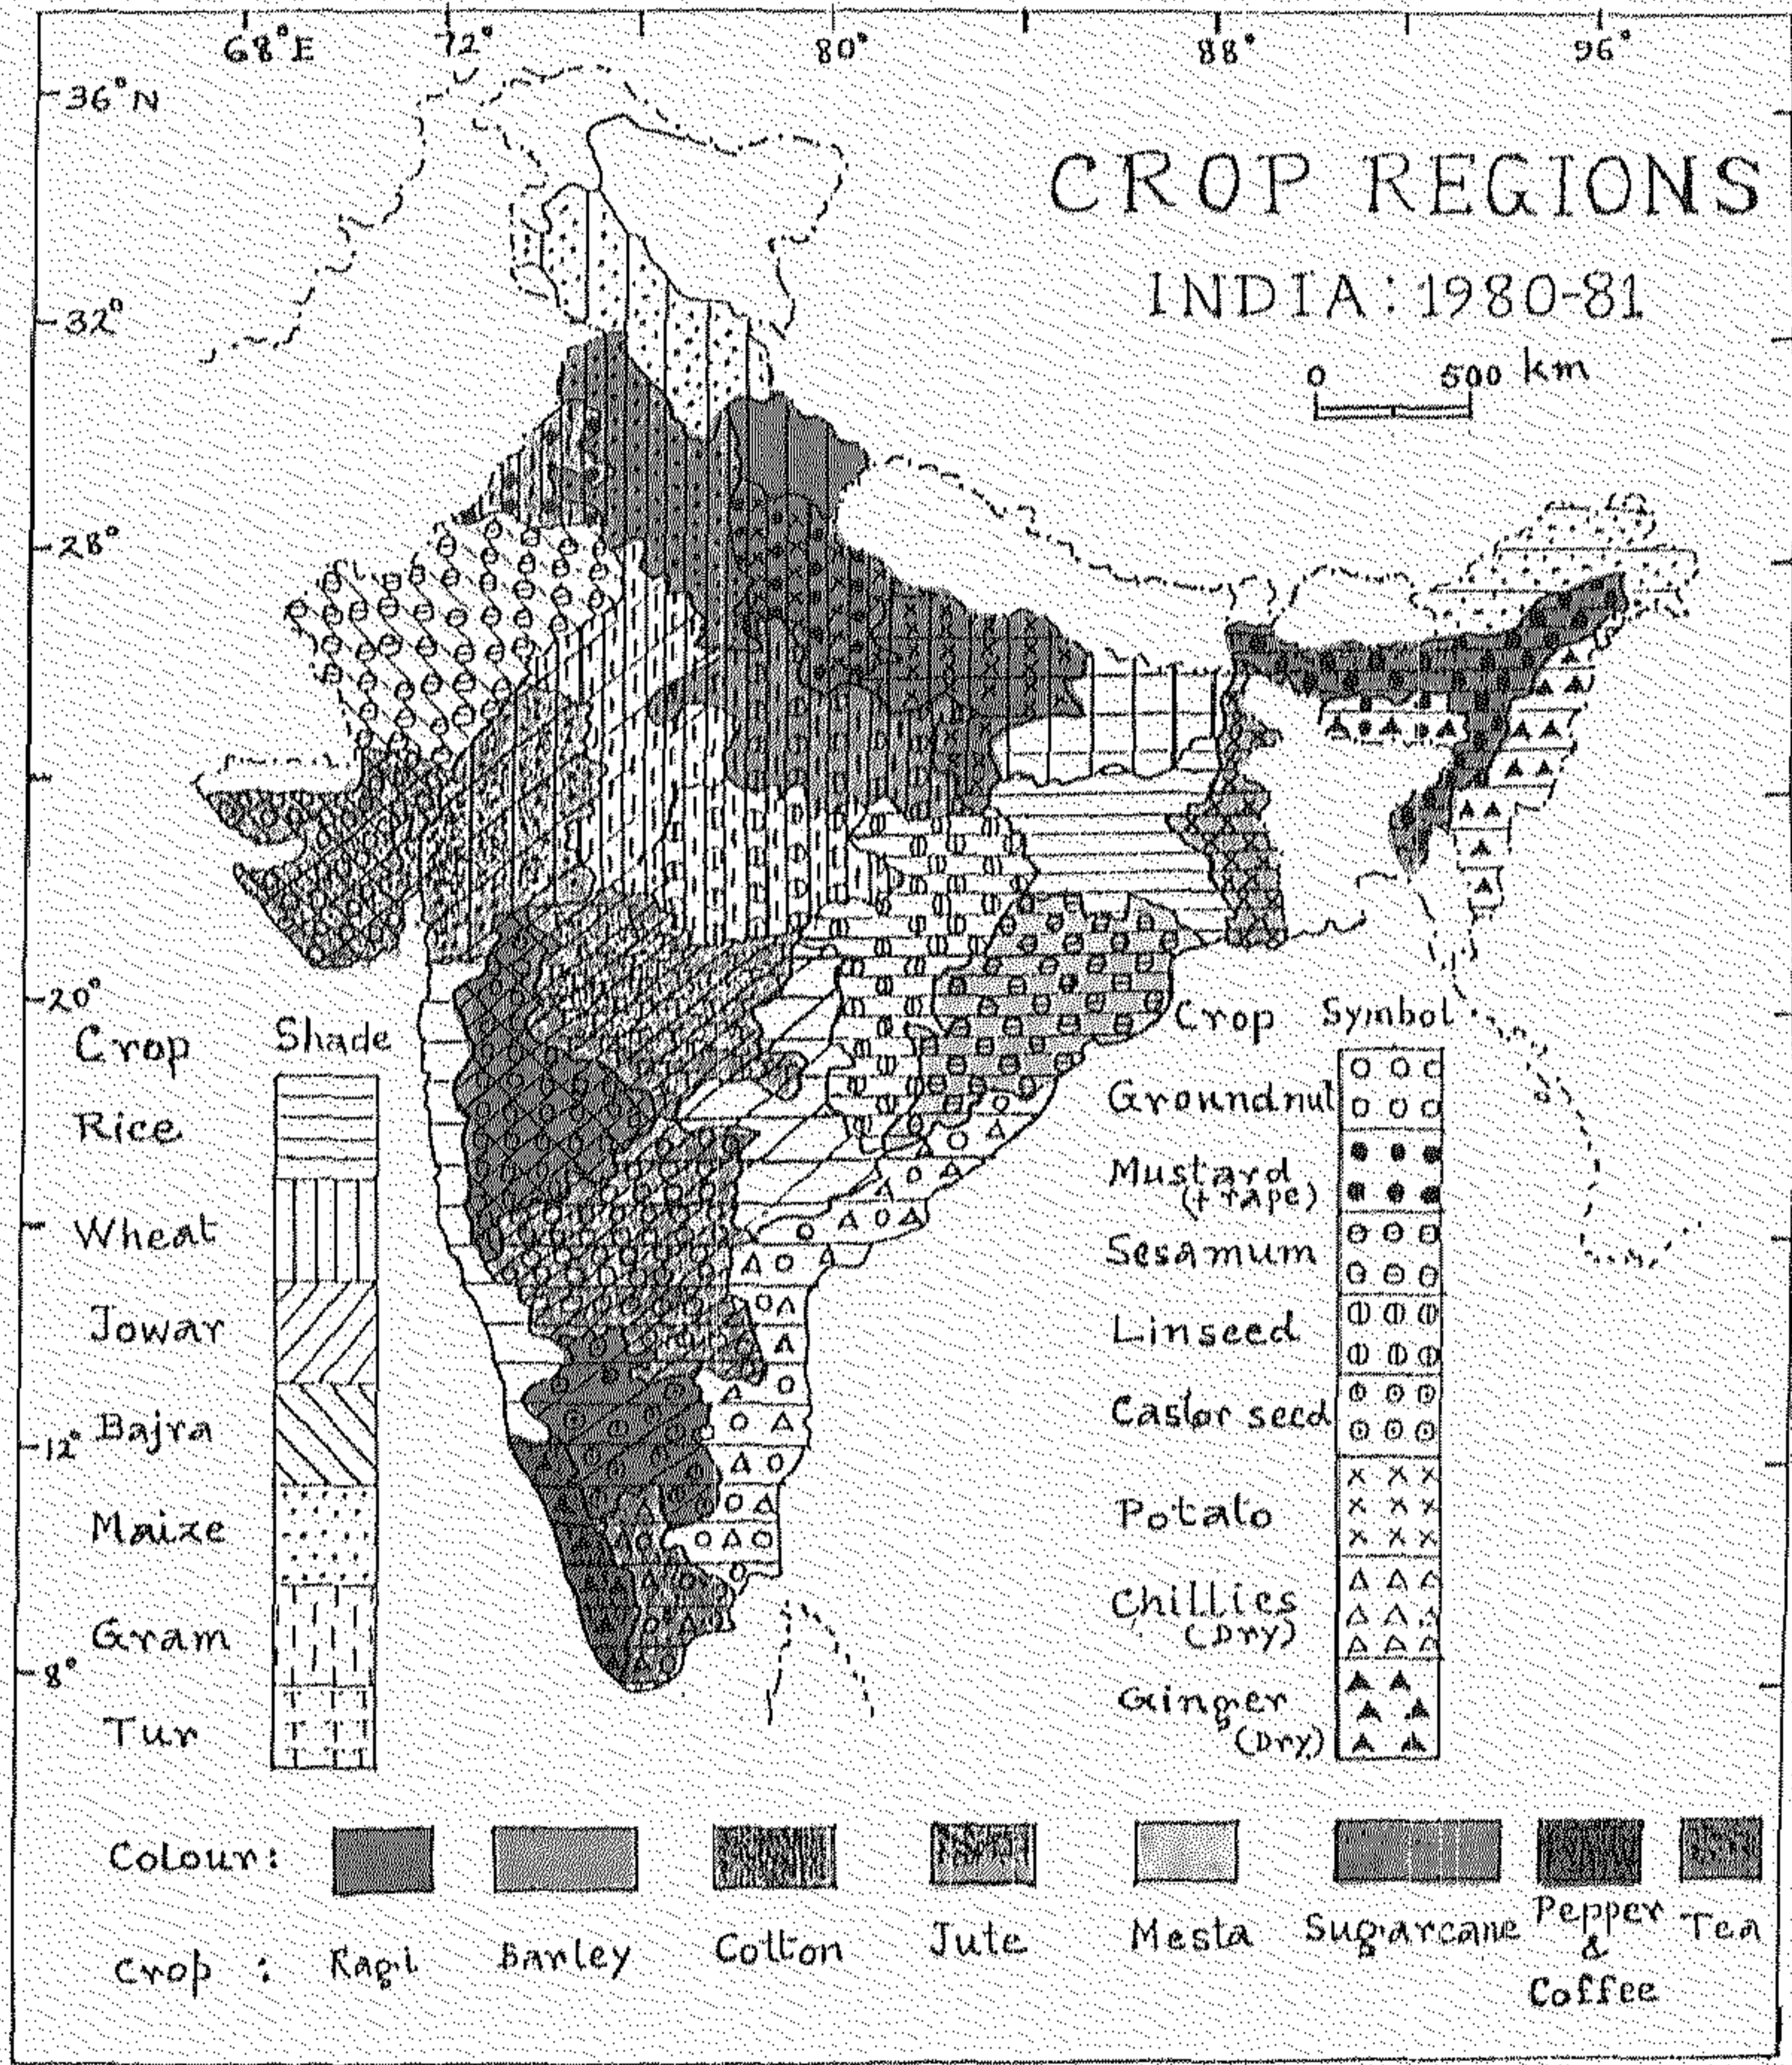 68°E 72° 80° 88° 96°
36°N
CROP REGIONS
INDIA: 1980-81
32°
0 500 km
28°
20°
Crop Shade
Rice
Wheat
Jowar
Bajra
12°
Maize
Gram
8°
Tur
Crop Symbol
Groundnut
Mustard
(+ rape)
Sesamum
Linseed
Castor seed
Potato
Chillies
(Dry)
Ginger
(Dry)
Colour:
Crop : Ragi Barley Cotton Jute Mesta Sugarcane Pepper & Coffee Tea